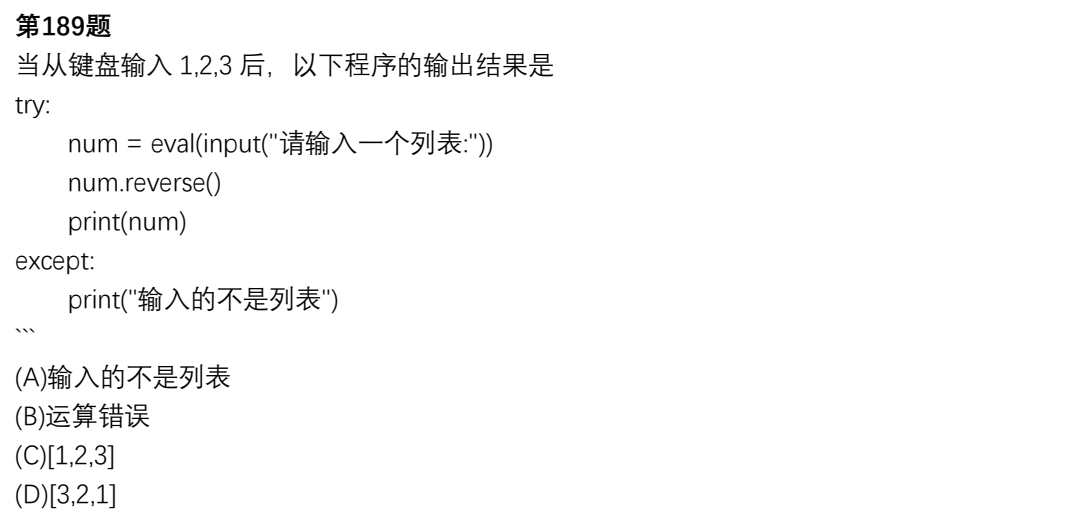 第189题
当从键盘输入 1,2,3 后，以下程序的输出结果是
try:
num = eval(input("请输入一个列表:"))
num.reverse()
print(num)
except:
print("输入的不是列表")
```
(A)输入的不是列表
(B)运算错误
(C)[1,2,3]
(D)[3,2,1]